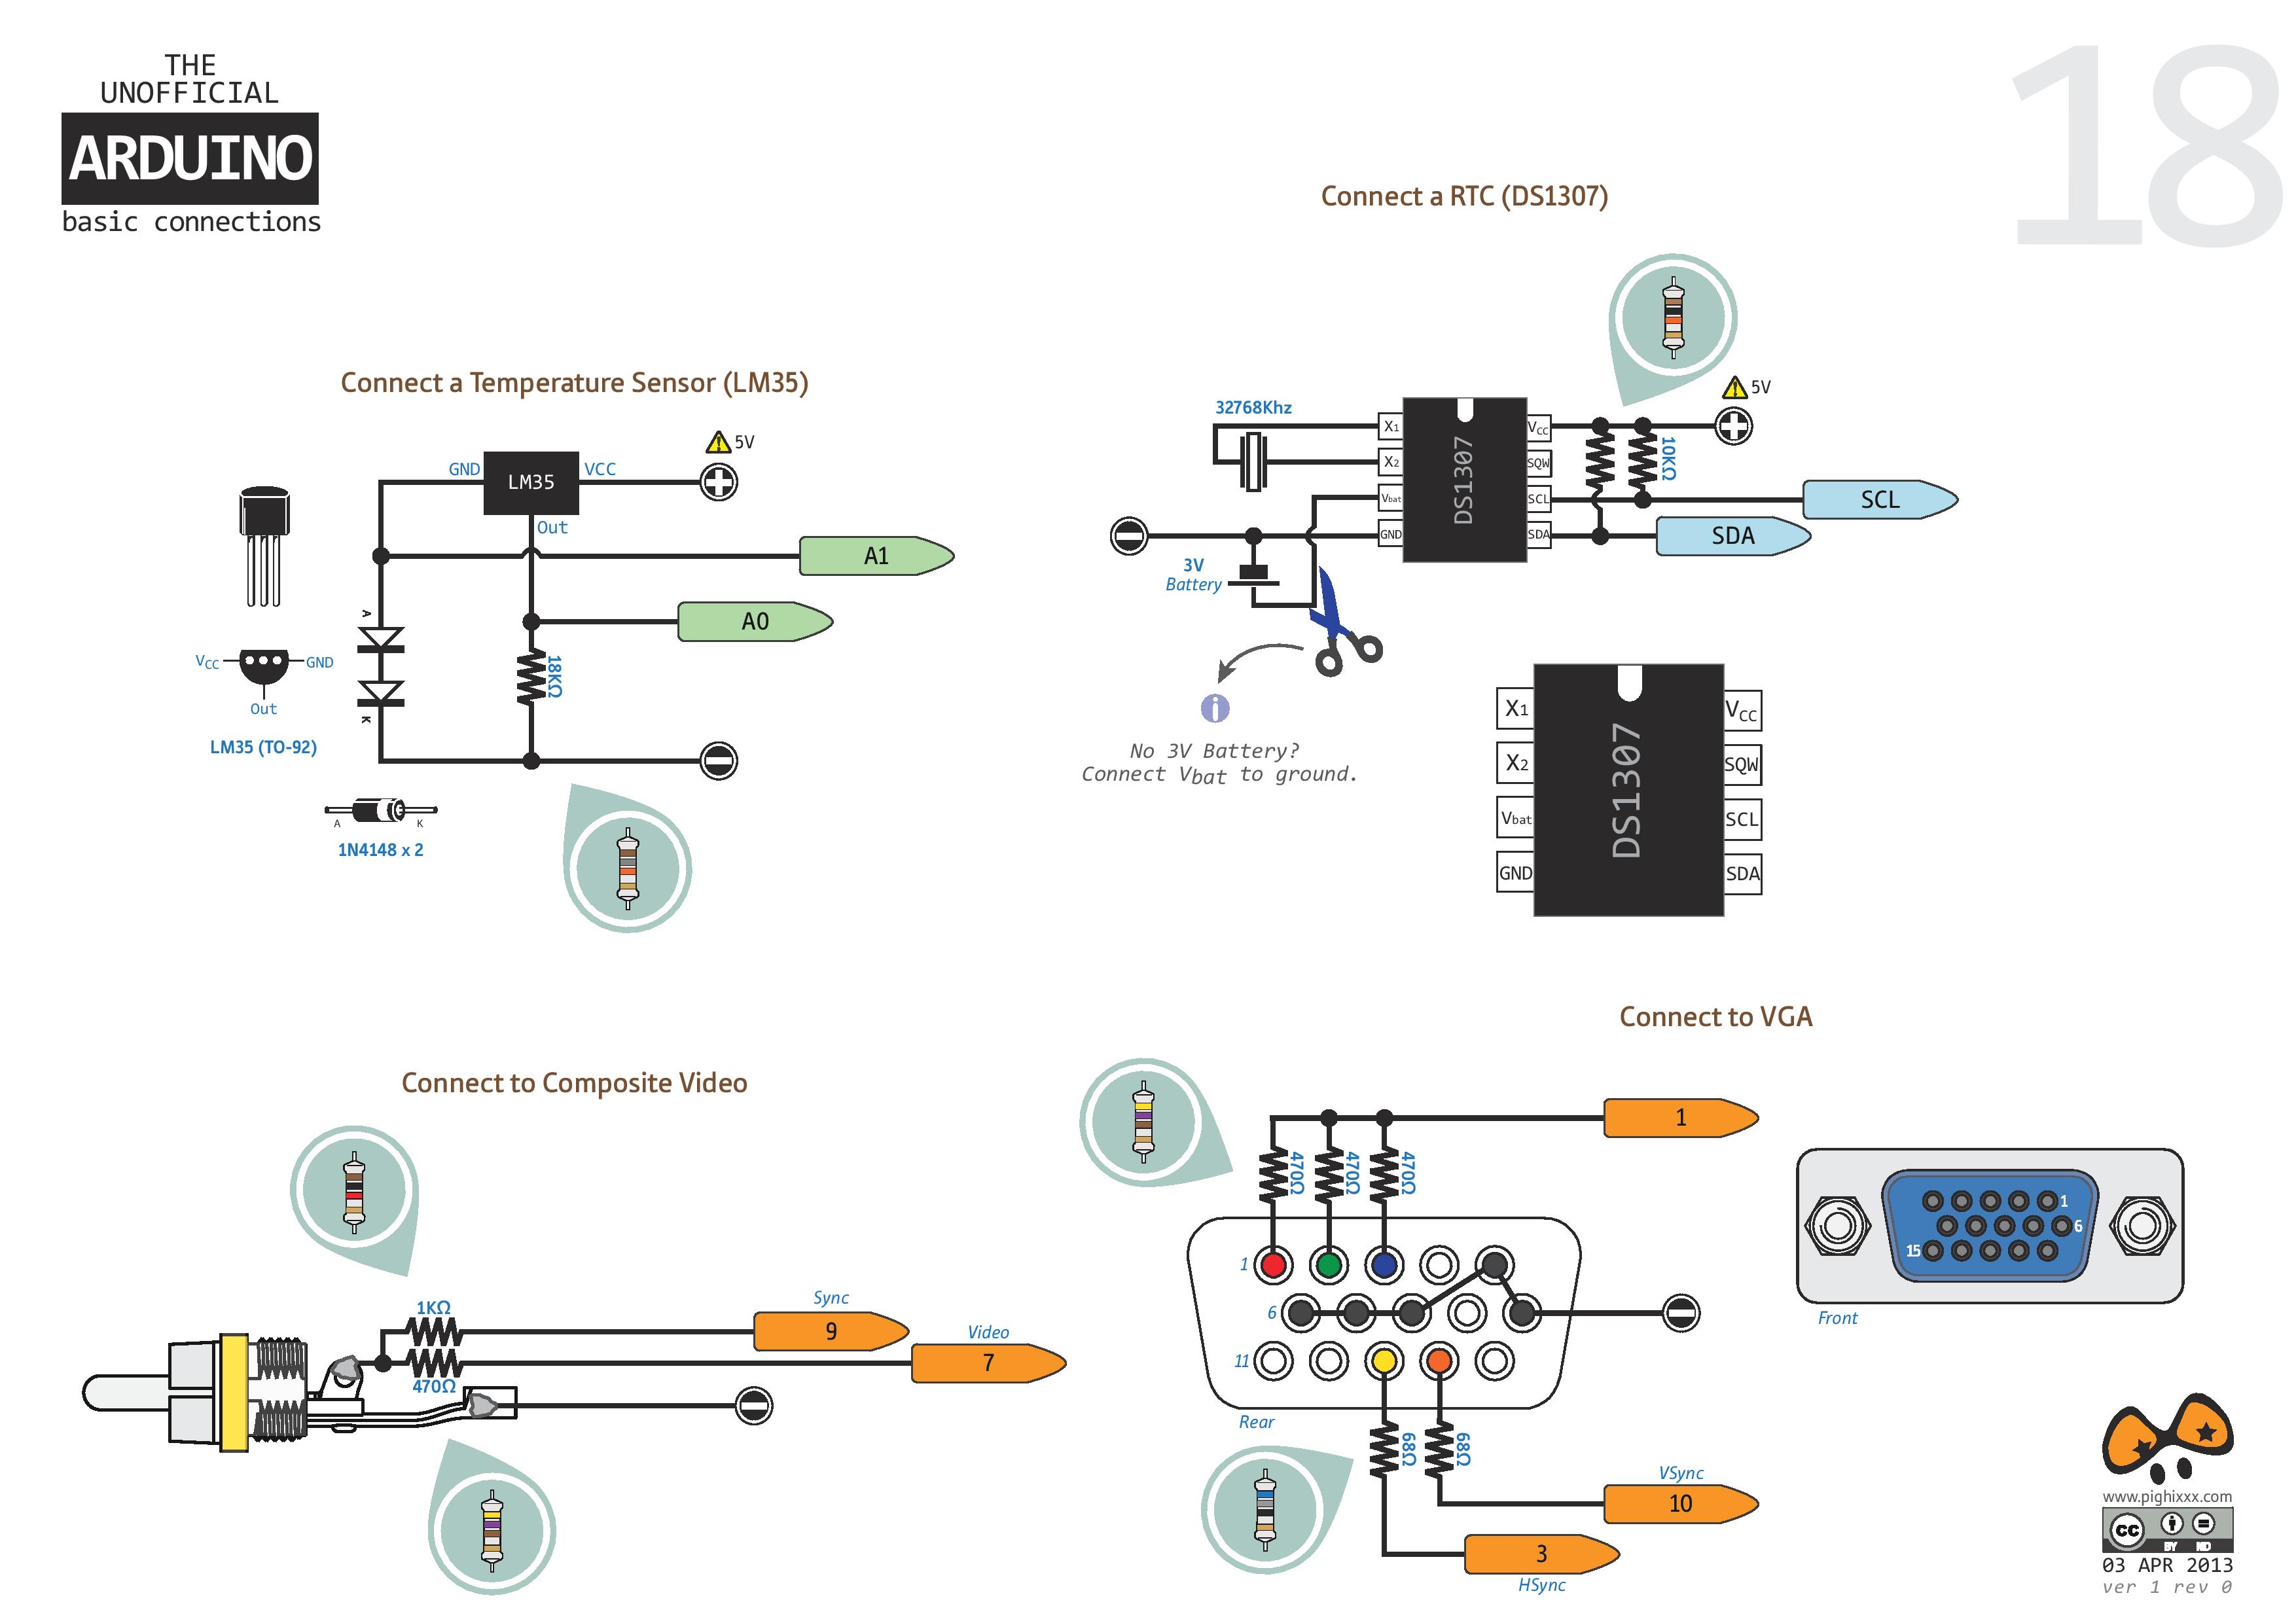 THE
UNOFFICIAL
ARDUINO
basic connections
18
Connect a Temperature Sensor (LM35)
5V
GND
LM35
VCC
Out
A1
A0
A
K
18KΩ
VCC
GND
Out
LM35 (TO-92)
A
K
1N4148 x 2
Connect a RTC (DS1307)
5V
32768Khz
X1
X2
Vbat
GND
DS1307
VCC
SQW
SCL
SDA
10KΩ
SCL
SDA
3V
Battery
i
No 3V Battery?
Connect Vbat to ground.
X1
X2
Vbat
GND
DS1307
VCC
SQW
SCL
SDA
Connect to Composite Video
1KΩ
470Ω
Sync
9
Video
7
Connect to VGA
1
470Ω
470Ω
470Ω
1
6
11
Rear
68Ω
68Ω
VSync
10
3
HSync
1
6
15
Front
www.pighixxx.com
cc
BY ND
03 APR 2013
ver 1 rev 0